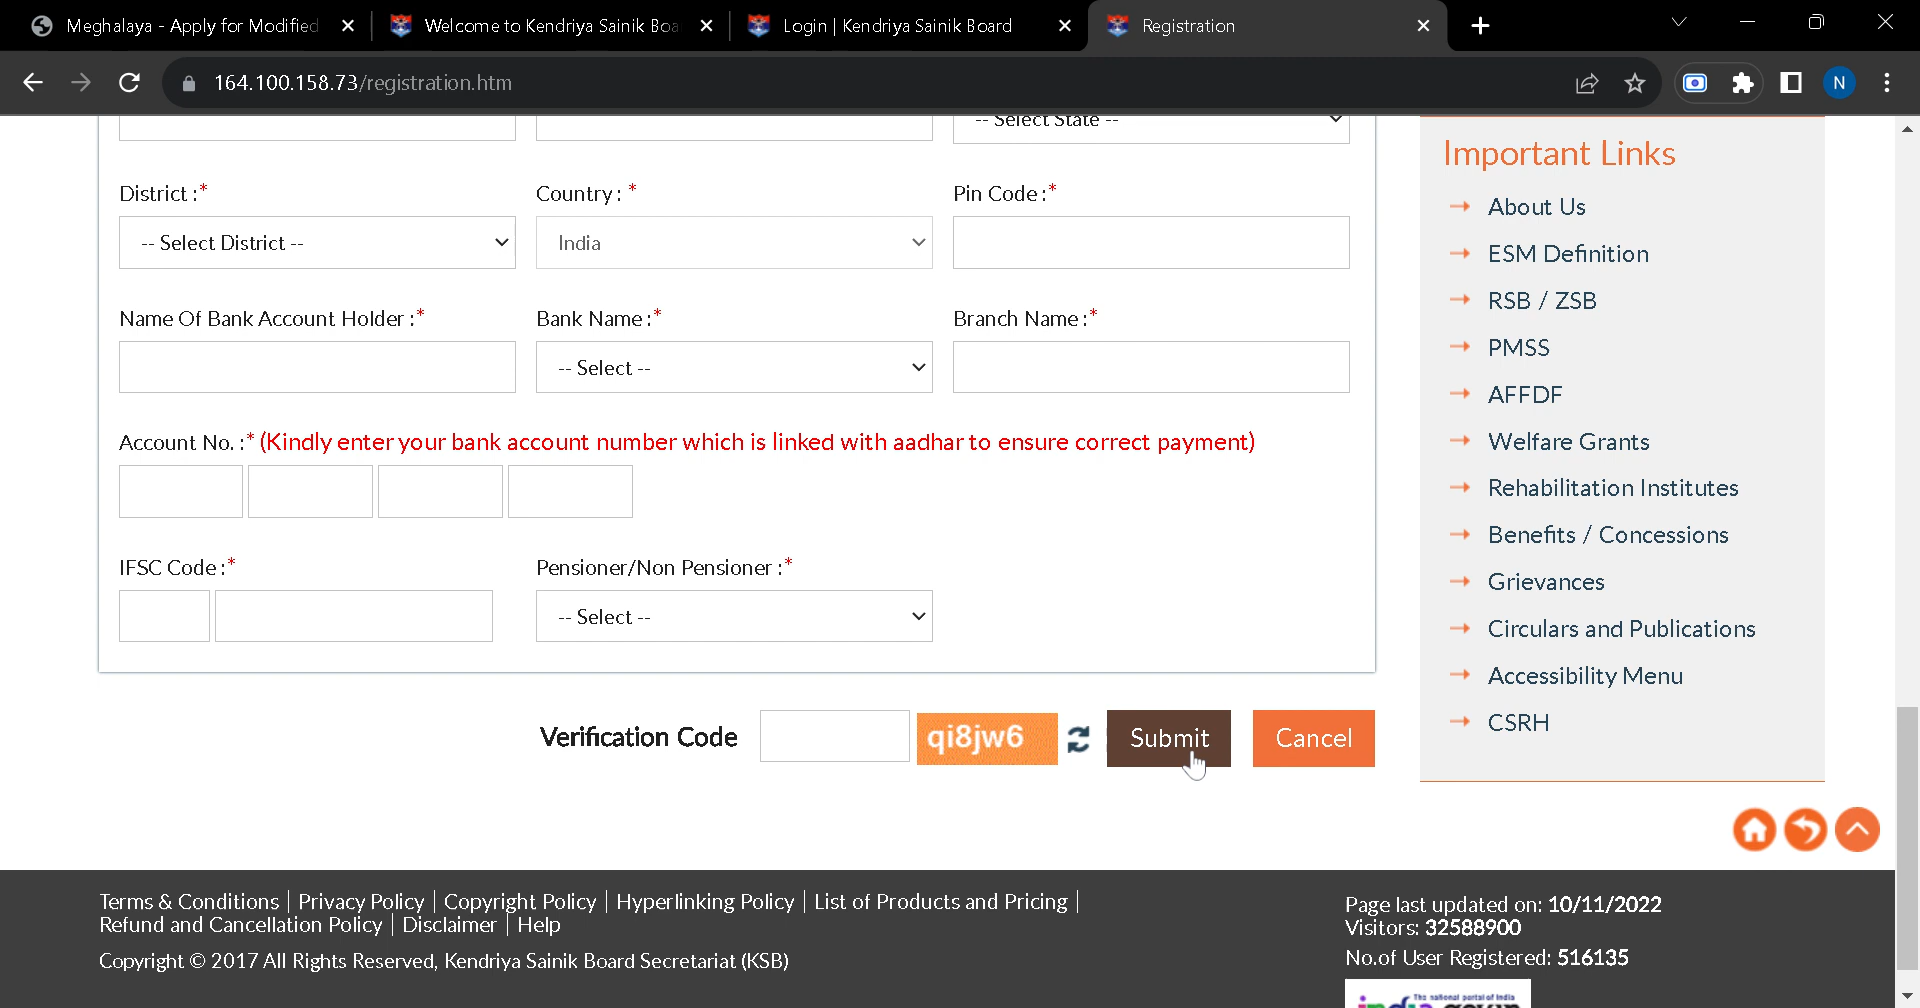 Meghalaya - Apply for Modified
Welcome to Kendriya Sainik Boa
Login | Kendriya Sainik Board
Registration
164.100.158.73/registration.htm
N
-- Select State --
District :* Country : * Pin Code :*
-- Select District -- India
Name Of Bank Account Holder :* Bank Name :* Branch Name :*
-- Select --
Account No. :* (Kindly enter your bank account number which is linked with aadhar to ensure correct payment)
IFSC Code :* Pensioner/Non Pensioner :*
-- Select --
Verification Code qi8jw6 Submit Cancel
Important Links
About Us
ESM Definition
RSB / ZSB
PMSS
AFFDF
Welfare Grants
Rehabilitation Institutes
Benefits / Concessions
Grievances
Circulars and Publications
Accessibility Menu
CSRH
Terms & Conditions | Privacy Policy | Copyright Policy | Hyperlinking Policy | List of Products and Pricing |
Refund and Cancellation Policy | Disclaimer | Help
Copyright © 2017 All Rights Reserved, Kendriya Sainik Board Secretariat (KSB)
Page last updated on: 10/11/2022
Visitors: 32588900
No.of User Registered: 516135
The national portal of India